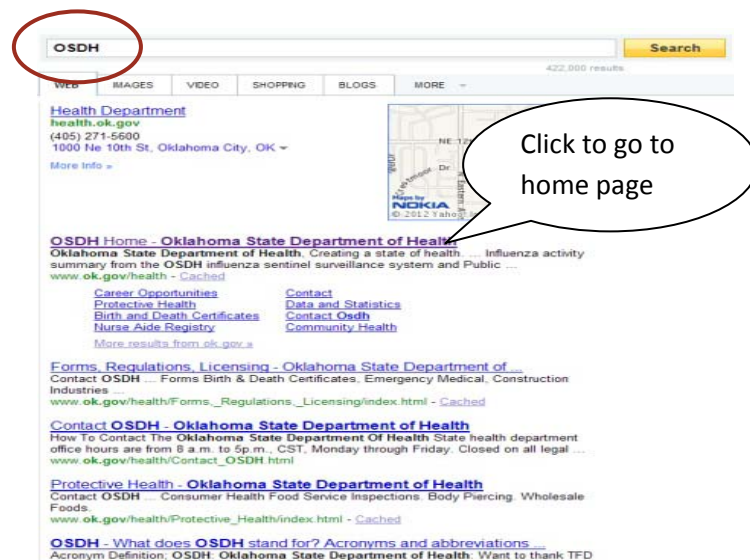 OSDH
Search
422,000 results
WEB IMAGES VIDEO SHOPPING BLOGS MORE
Health Department
health.ok.gov
(405) 271-5600
1000 Ne 10th St, Oklahoma City, OK
More Info »
NE
Dr
Maps by
NOKIA
© 2012 Yahoo
Click to go to
home page
OSDH Home - Oklahoma State Department of Health
Oklahoma State Department of Health, Creating a state of health. ... Influenza activity
summary from the OSDH influenza sentinel surveillance system and Public ...
www.ok.gov/health - Cached
Career Opportunities Contact
Protective Health Data and Statistics
Birth and Death Certificates Contact Osdh
Nurse Aide Registry Community Health
More results from ok.gov »
Forms, Regulations, Licensing - Oklahoma State Department of ...
Contact OSDH ... Forms Birth & Death Certificates, Emergency Medical, Construction
Industries ...
www.ok.gov/health/Forms,_Regulations,_Licensing/index.html - Cached
Contact OSDH - Oklahoma State Department of Health
How To Contact The Oklahoma State Department Of Health State health department
office hours are from 8 a.m. to 5p.m., CST, Monday through Friday. Closed on all legal ...
www.ok.gov/health/Contact_OSDH.html
Protective Health - Oklahoma State Department of Health
Contact OSDH ... Consumer Health Food Service Inspections. Body Piercing. Wholesale
Foods.
www.ok.gov/health/Protective_Health/index.html - Cached
OSDH - What does OSDH stand for? Acronyms and abbreviations ...
Acronym Definition; OSDH: Oklahoma State Department of Health: Want to thank TFD